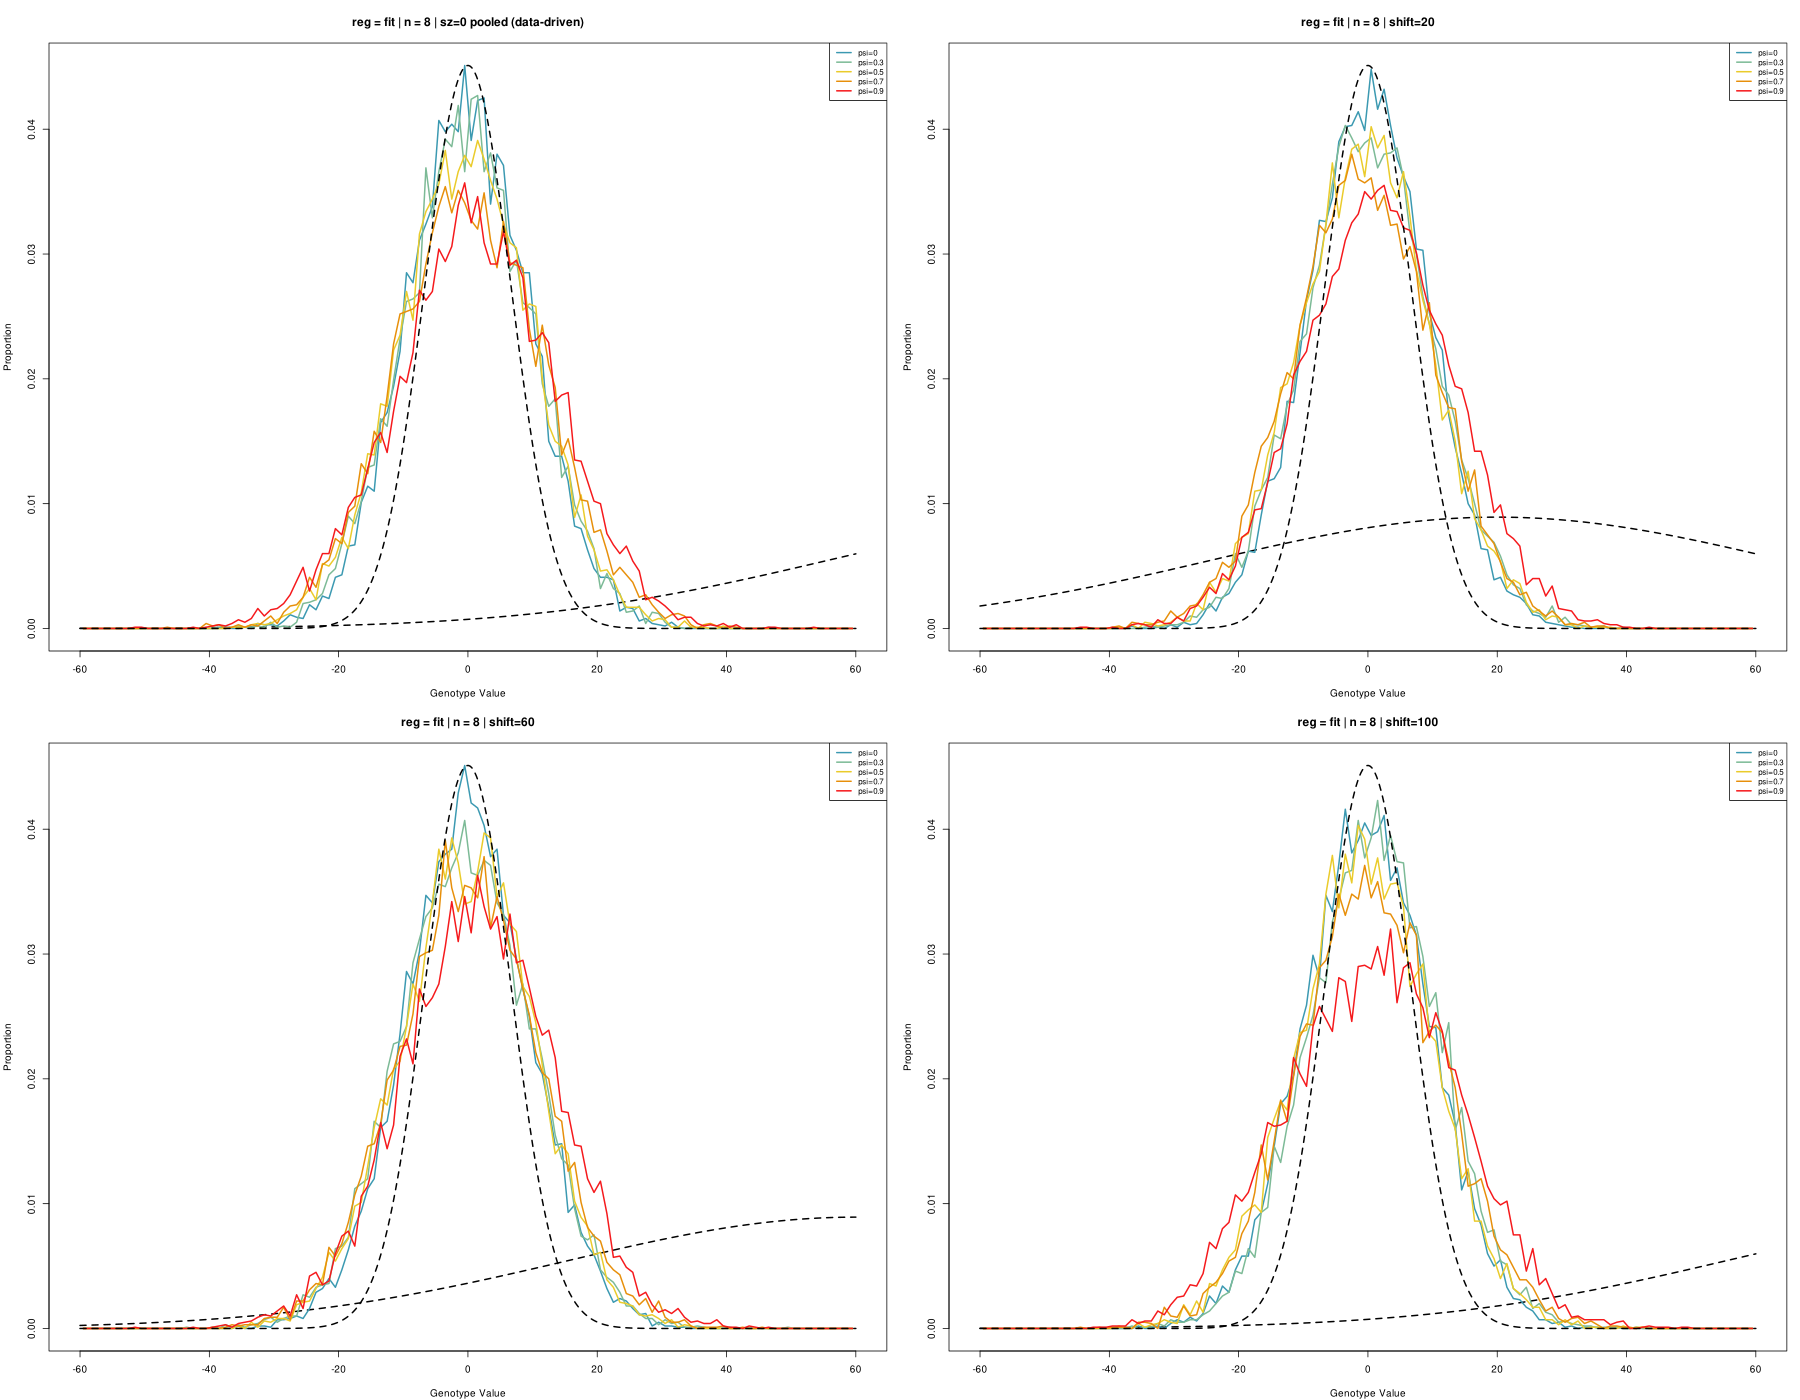 reg = fit | n = 8 | sz=0 pooled (data-driven)
psi=0
psi=0.3
psi=0.5
psi=0.7
psi=0.9
Proportion
0.04
0.03
0.02
0.01
0.00
-60 -40 -20 0 20 40 60
Genotype Value
reg = fit | n = 8 | shift=20
psi=0
psi=0.3
psi=0.5
psi=0.7
psi=0.9
Proportion
0.04
0.03
0.02
0.01
0.00
-60 -40 -20 0 20 40 60
Genotype Value
reg = fit | n = 8 | shift=60
psi=0
psi=0.3
psi=0.5
psi=0.7
psi=0.9
Proportion
0.04
0.03
0.02
0.01
0.00
-60 -40 -20 0 20 40 60
Genotype Value
reg = fit | n = 8 | shift=100
psi=0
psi=0.3
psi=0.5
psi=0.7
psi=0.9
Proportion
0.04
0.03
0.02
0.01
0.00
-60 -40 -20 0 20 40 60
Genotype Value